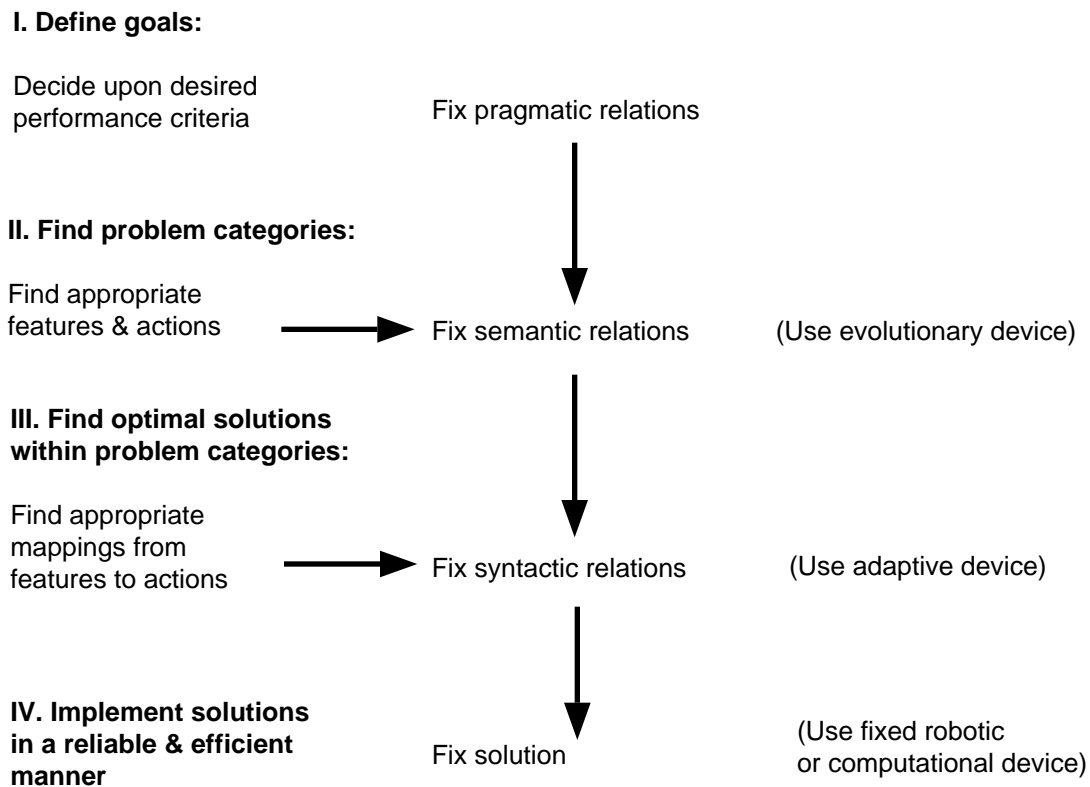 I. Define goals:
Decide upon desired
performance criteria
Fix pragmatic relations
II. Find problem categories:
Find appropriate
features & actions
Fix semantic relations
(Use evolutionary device)
III. Find optimal solutions
within problem categories:
Find appropriate
mappings from
features to actions
Fix syntactic relations
(Use adaptive device)
IV. Implement solutions
in a reliable & efficient
manner
Fix solution
(Use fixed robotic
or computational device)